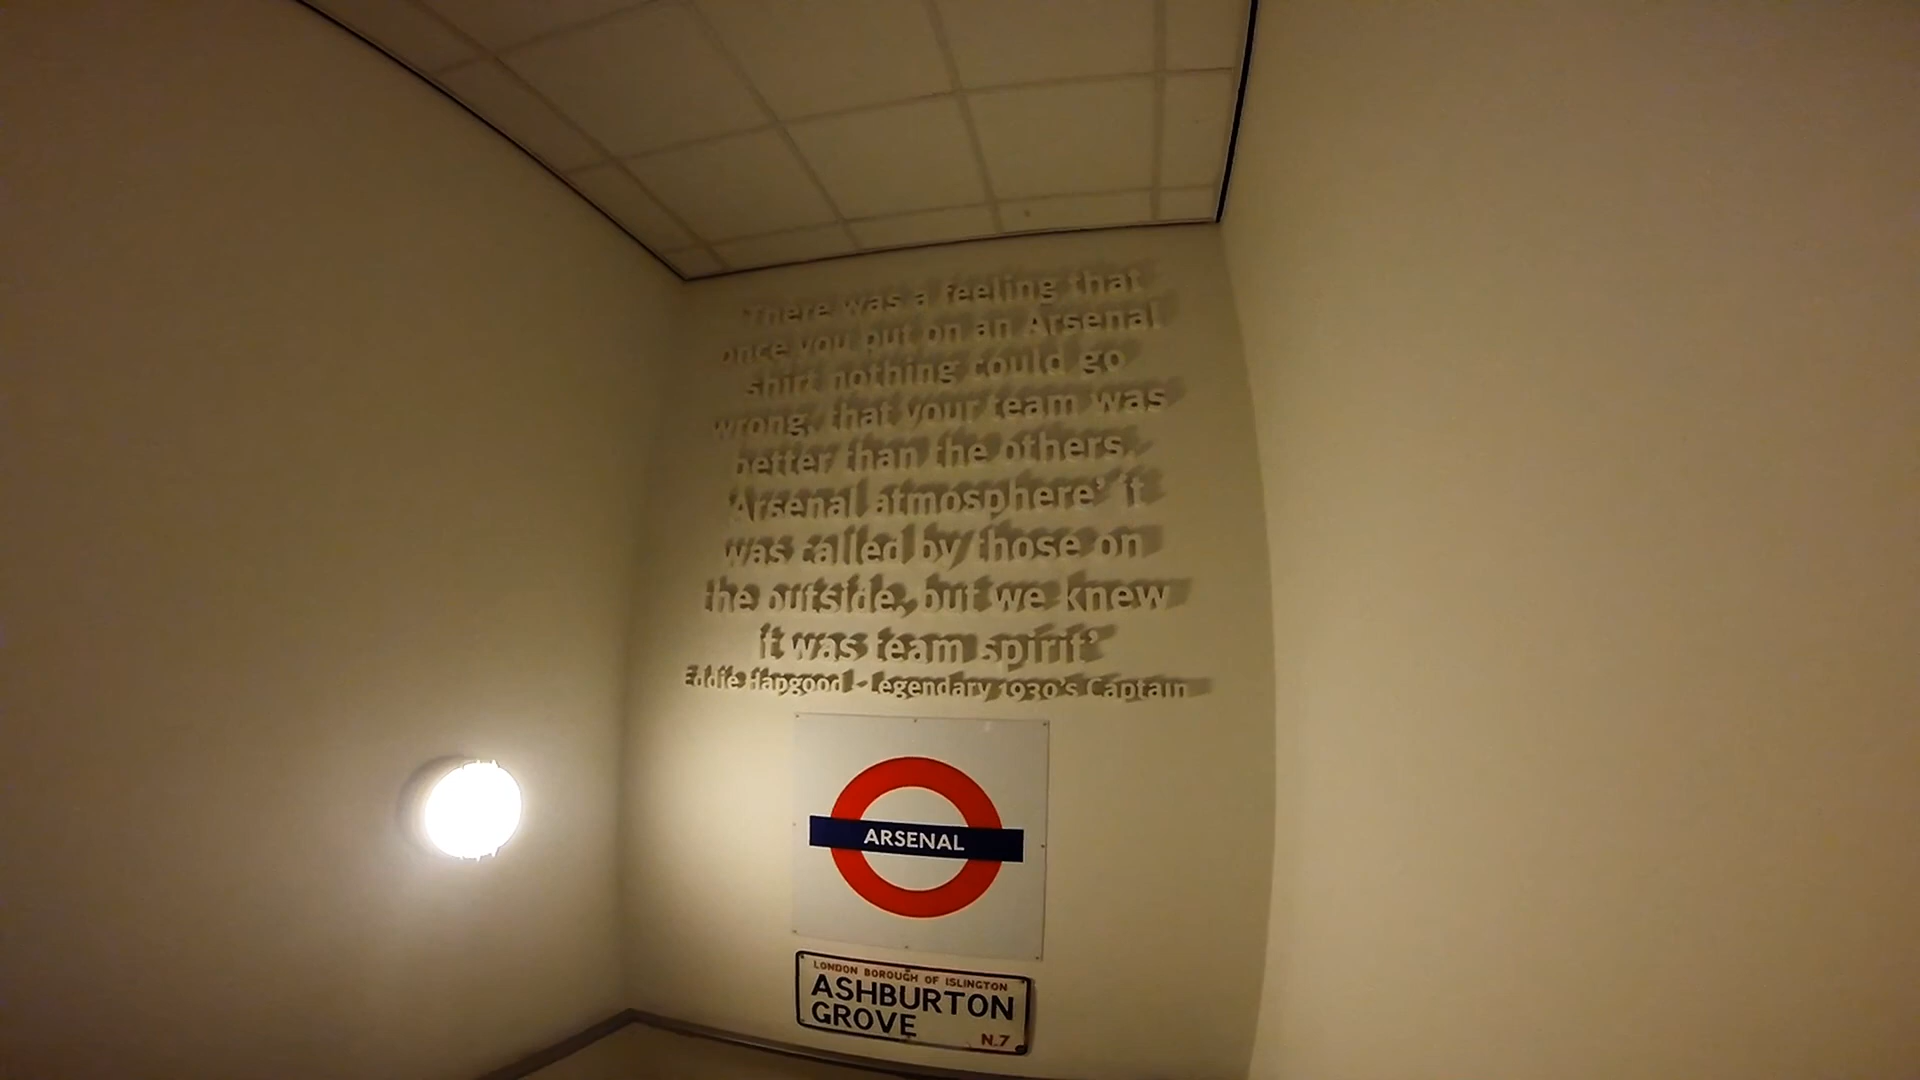 'There was a feeling that
once you put on an Arsenal
shirt nothing could go
wrong, that your team was
better than the others.
'Arsenal atmosphere' it
was called by those on
the outside, but we knew
it was team spirit'
Eddie Hapgood - Legendary 1930's Captain
ARSENAL
LONDON BOROUGH OF ISLINGTON
ASHBURTON
GROVE
N.7